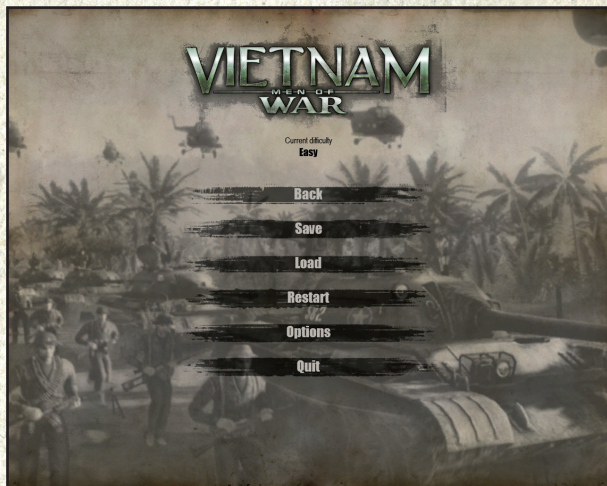 VIETNAM
MEN OF
WAR
Current difficulty
Easy
Back
Save
Load
Restart
Options
Quit